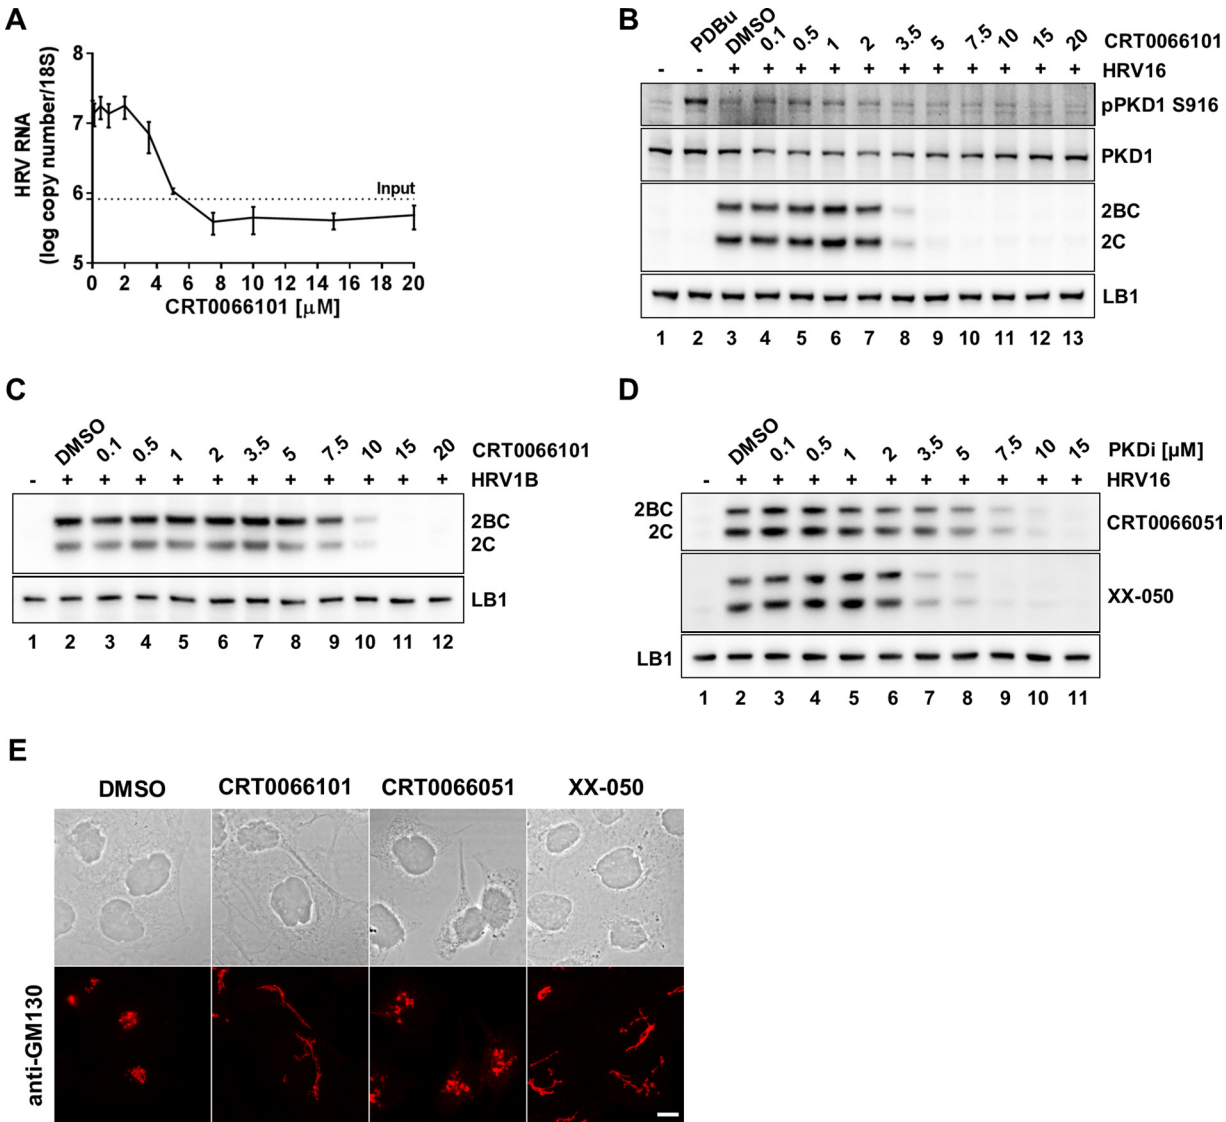 A
HRV RNA
(log copy number/18S)
8
7
6
5
Input
0 2 4 6 8 10 12 14 16 18 20
CRT0066101 [µM]
B
PDBu DMSO 0.1 0.5 1 2 3.5 5 7.5 10 15 20 CRT0066101
- - + + + + + + + + + + + HRV16
pPKD1 S916
PKD1
2BC
2C
LB1
1 2 3 4 5 6 7 8 9 10 11 12 13
C
DMSO 0.1 0.5 1 2 3.5 5 7.5 10 15 20 CRT0066101
- + + + + + + + + + + + HRV1B
2BC
2C
LB1
1 2 3 4 5 6 7 8 9 10 11 12
D
DMSO 0.1 0.5 1 2 3.5 5 7.5 10 15 PKDi [µM]
- + + + + + + + + + + HRV16
2BC
2C
CRT0066051
XX-050
LB1
1 2 3 4 5 6 7 8 9 10 11
E
DMSO CRT0066101 CRT0066051 XX-050
anti-GM130